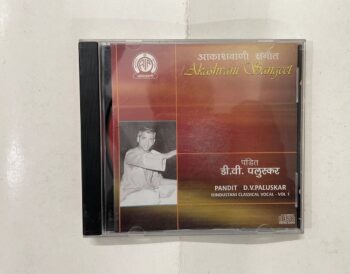 आकाशवाणी संगीत
Akashvani Sangeet
पंडित
डी.वी. पलुस्कर
PANDIT D.V.PALUSKAR
HINDUSTANI CLASSICAL VOCAL - VOL 1